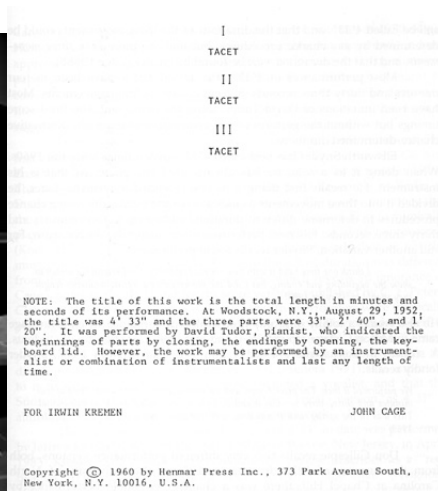 I
TACET
II
TACET
III
TACET
NOTE: The title of this work is the total length in minutes and
seconds of its performance. At Woodstock, N.Y., August 29, 1952,
the title was 4' 33" and the three parts were 33", 2' 40", and 1'
20". It was performed by David Tudor, pianist, who indicated the
beginnings of parts by closing, the endings by opening, the key-
board lid. However, the work may be performed by an instrument-
alist or combination of instrumentalists and last any length of
time.
FOR IRWIN KREMEN JOHN CAGE
Copyright © 1960 by Henmar Press Inc., 373 Park Avenue South,
New York, N.Y. 10016, U.S.A.